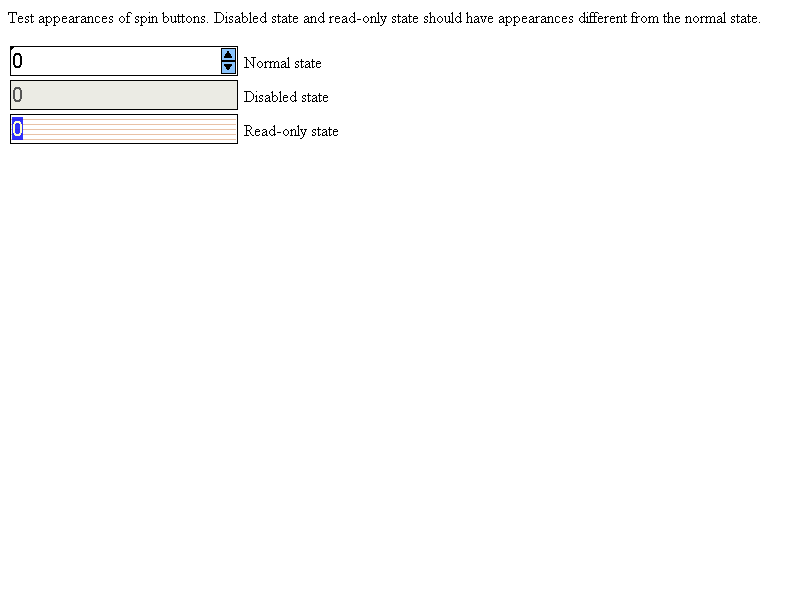 Test appearances of spin buttons. Disabled state and read-only state should have appearances different from the normal state.
0 Normal state
0 Disabled state
0 Read-only state